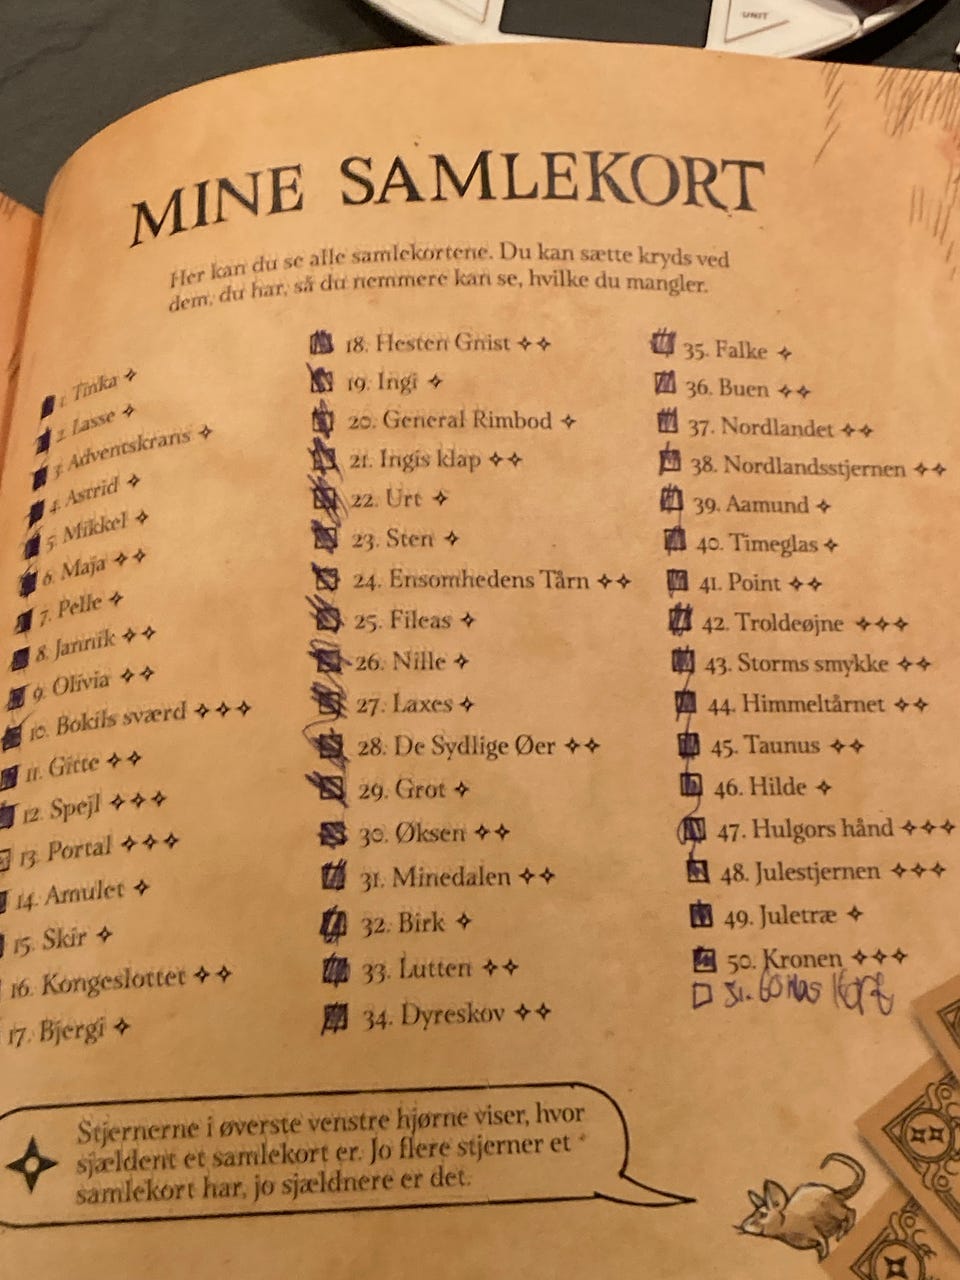 UNIT
MINE SAMLEKORT
Her kan du se alle samlekortene. Du kan sætte kryds ved
dem, du har, så du nemmere kan se, hvilke du mangler.
1. Tinka
2. Lasse
3. Adventskrans
4. Astrid
5. Mikkel
6. Maja
7. Pelle
8. Jannik
9. Olivia
10. Bokils sværd
11. Gitte
12. Spejl
13. Portal
14. Amulet
15. Skir
16. Kongeslottet
17. Bjergi
18. Hesten Gnist
19. Ingi
20. General Rimbod
21. Ingis klap
22. Urt
23. Sten
24. Ensomhedens Tårn
25. Fileas
26. Nille
27. Laxes
28. De Sydlige Øer
29. Grot
30. Øksen
31. Minedalen
32. Birk
33. Lutten
34. Dyreskov
35. Falke
36. Buen
37. Nordlandet
38. Nordlandsstjernen
39. Aamund
40. Timeglas
41. Point
42. Troldeøjne
43. Storms smykke
44. Himmeltårnet
45. Taunus
46. Hilde
47. Hulgors hånd
48. Julestjernen
49. Juletræ
50. Kronen
51. kort
Stjernerne i øverste venstre hjørne viser, hvor
sjældent et samlekort er. Jo flere stjerner et
samlekort har, jo sjældnere er det.